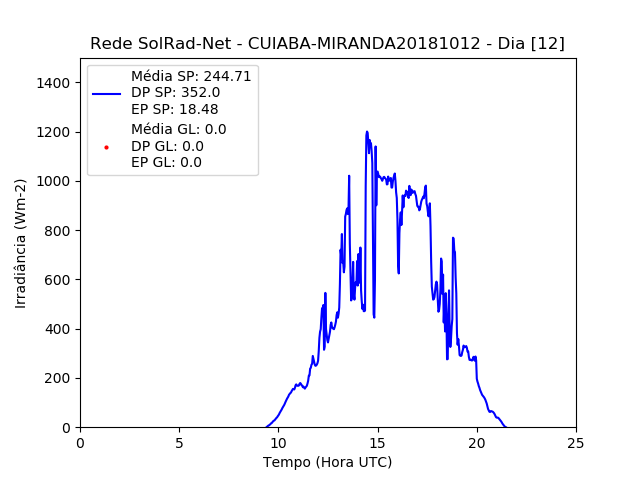 Rede SolRad-Net - CUIABA-MIRANDA20181012 - Dia [12]
Média SP: 244.71
DP SP: 352.0
EP SP: 18.48
Média GL: 0.0
DP GL: 0.0
EP GL: 0.0
1400
1200
1000
800
600
400
200
0
Irradiância (Wm-2)
0 5 10 15 20 25
Tempo (Hora UTC)